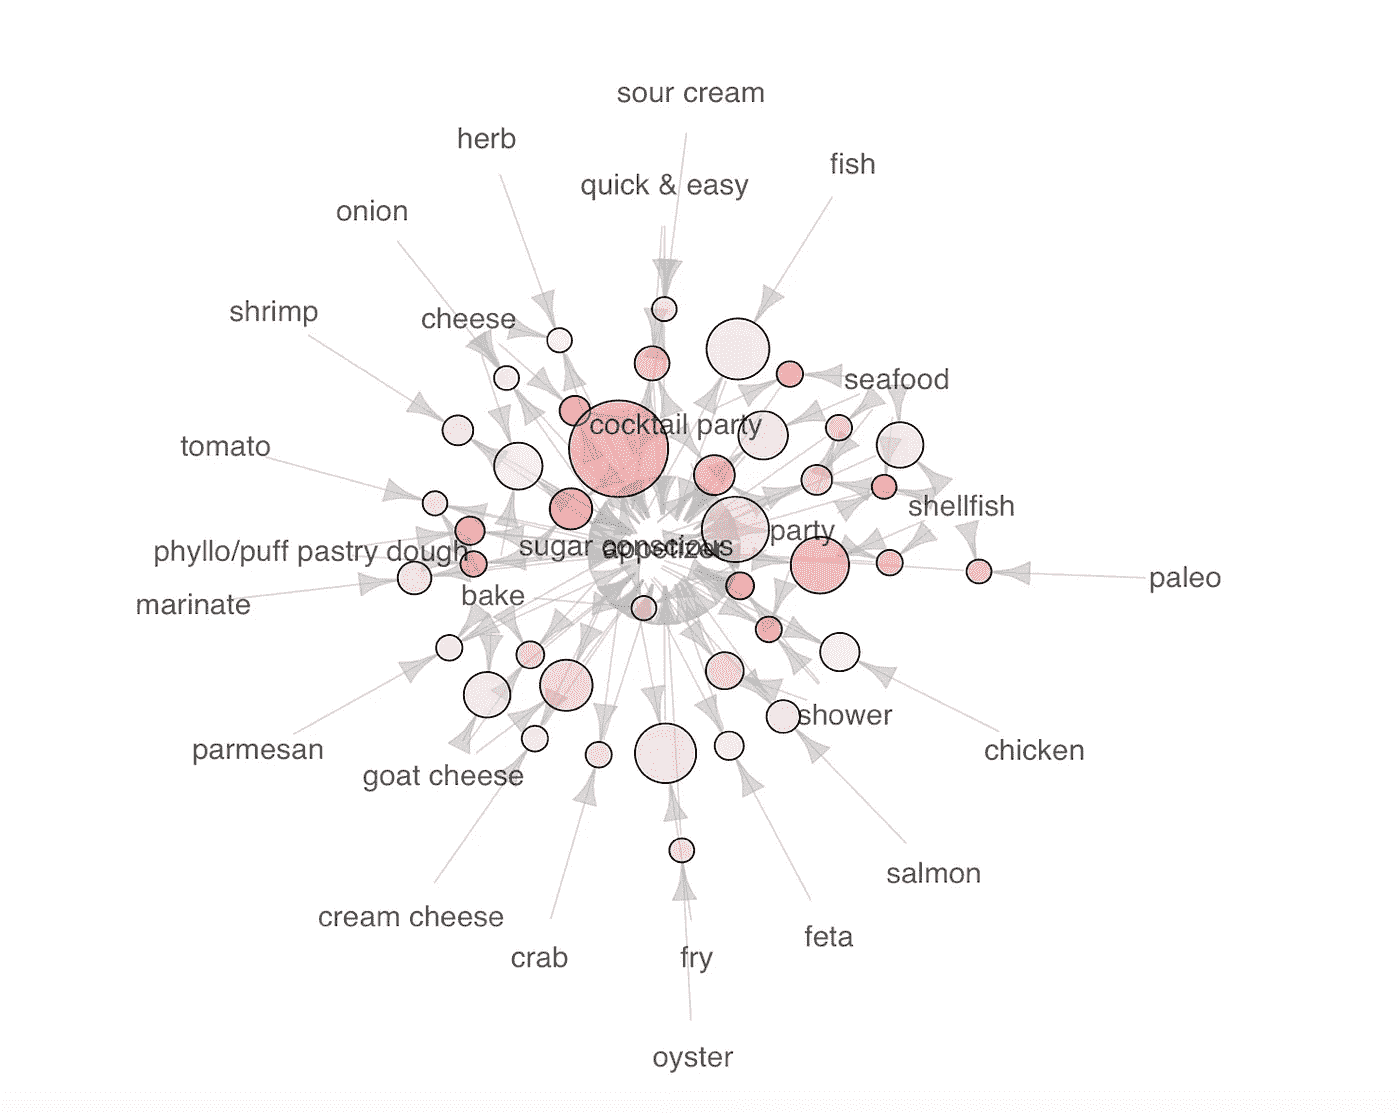 sour cream
herb
fish
quick & easy
onion
shrimp
cheese
seafood
cocktail party
tomato
shellfish
party
sugar conscious
appetizer
phyllo/puff pastry dough
paleo
bake
marinate
shower
parmesan
chicken
goat cheese
salmon
cream cheese
feta
crab
fry
oyster